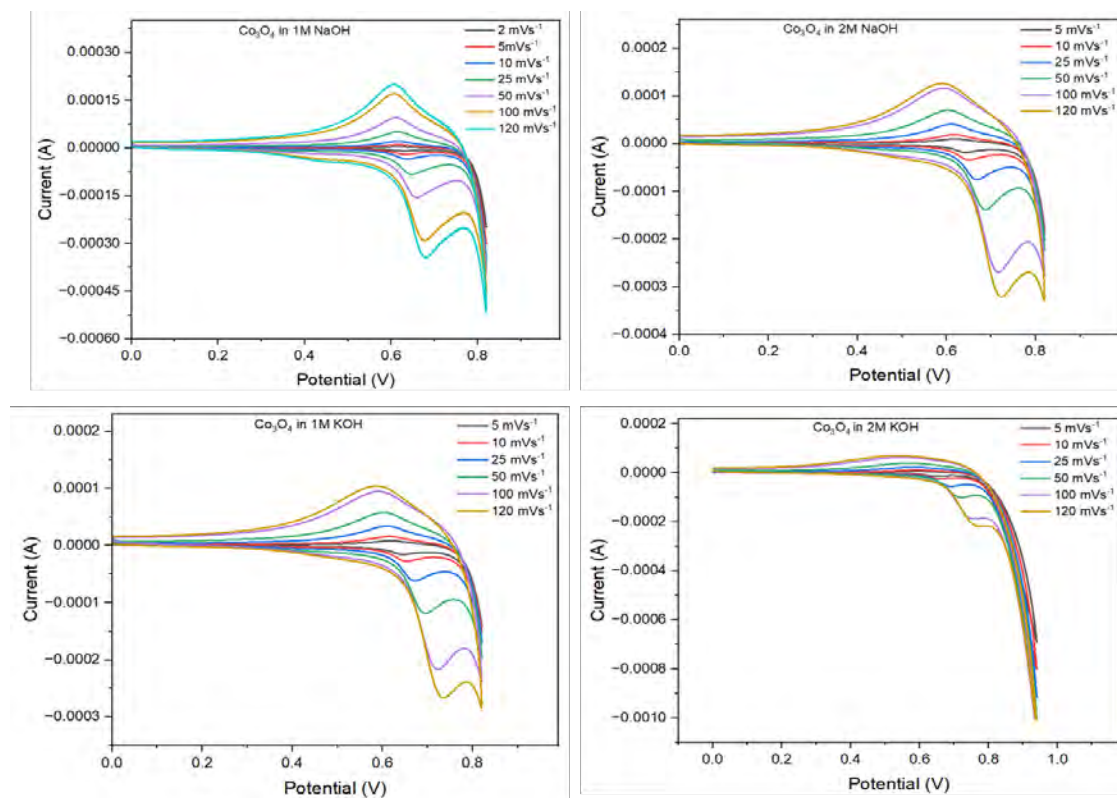 Co₃O₄ in 1M NaOH
2 mVs⁻¹
5mVs⁻¹
10 mVs⁻¹
25 mVs⁻¹
50 mVs⁻¹
100 mVs⁻¹
120 mVs⁻¹
0.00030
0.00015
0.00000
−0.00015
−0.00030
−0.00045
−0.00060
Current (A)
0.0 0.2 0.4 0.6 0.8
Potential (V)
Co₃O₄ in 2M NaOH
5 mVs⁻¹
10 mVs⁻¹
25 mVs⁻¹
50 mVs⁻¹
100 mVs⁻¹
120 mVs⁻¹
0.0002
0.0001
0.0000
−0.0001
−0.0002
−0.0003
−0.0004
Current (A)
0.0 0.2 0.4 0.6 0.8
Potential (V)
Co₃O₄ in 1M KOH
5 mVs⁻¹
10 mVs⁻¹
25 mVs⁻¹
50 mVs⁻¹
100 mVs⁻¹
120 mVs⁻¹
0.0002
0.0001
0.0000
−0.0001
−0.0002
−0.0003
Current (A)
0.0 0.2 0.4 0.6 0.8
Potential (V)
Co₃O₄ in 2M KOH
5 mVs⁻¹
10 mVs⁻¹
25 mVs⁻¹
50 mVs⁻¹
100 mVs⁻¹
120 mVs⁻¹
0.0002
0.0000
−0.0002
−0.0004
−0.0006
−0.0008
−0.0010
Current (A)
0.0 0.2 0.4 0.6 0.8 1.0
Potential (V)